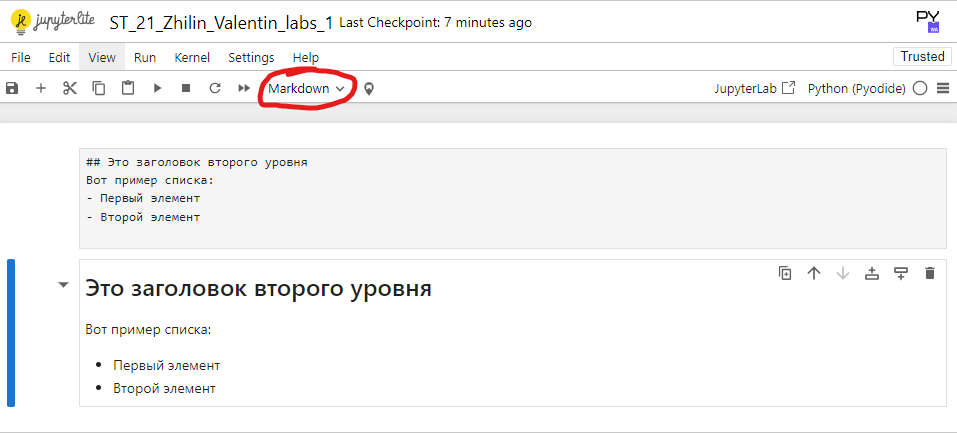 jupyterlite ST_21_Zhilin_Valentin_labs_1 Last Checkpoint: 7 minutes ago PY WA
File Edit View Run Kernel Settings Help Trusted
Markdown JupyterLab Python (Pyodide)
## Это заголовок второго уровня
Вот пример списка:
- Первый элемент
- Второй элемент
Это заголовок второго уровня
Вот пример списка:
• Первый элемент
• Второй элемент